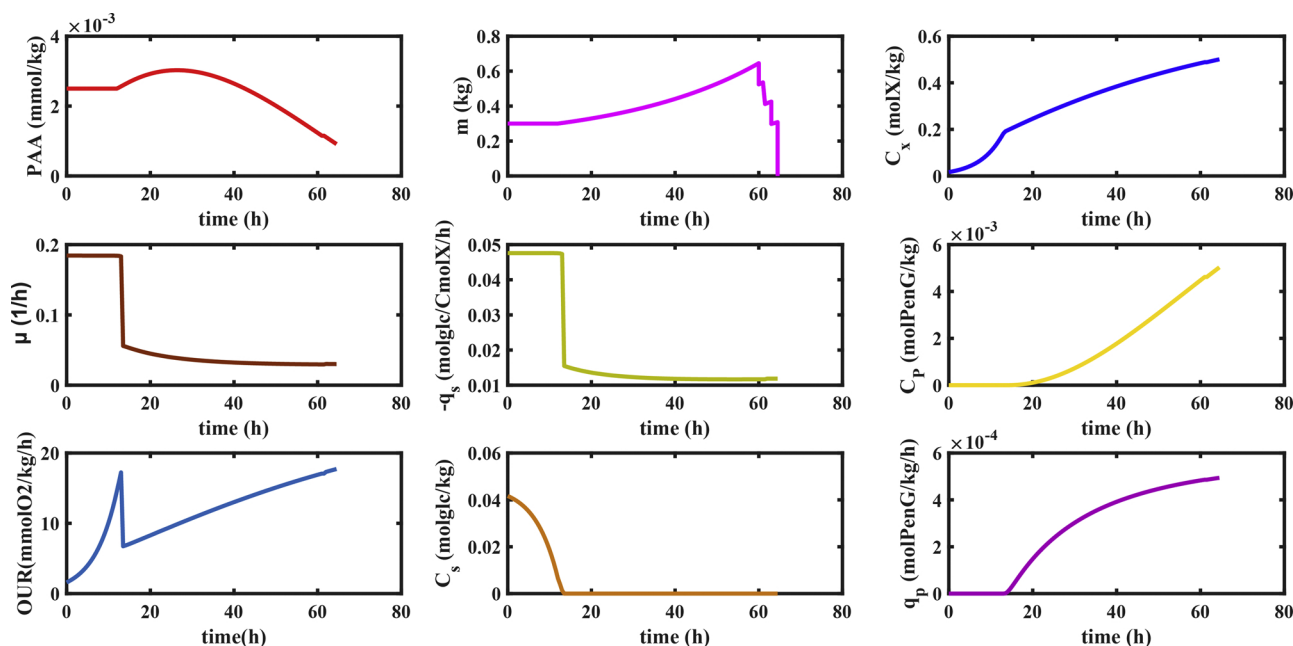 ×10⁻³
4
2
0
PAA (mmol/kg)
0 20 40 60 80
time (h)
0.8
0.6
0.4
0.2
0
m (kg)
0 20 40 60 80
time (h)
0.6
0.4
0.2
0
Cₓ (molX/kg)
0 20 40 60 80
time (h)
0.2
0.1
0
μ (1/h)
0 20 40 60 80
time (h)
0.05
0.04
0.03
0.02
0.01
-qₛ (molglc/CmolX/h)
0 20 40 60 80
time (h)
×10⁻³
6
4
2
0
C_P (molPenG/kg)
0 20 40 60 80
time (h)
20
10
0
OUR(mmolO2/kg/h)
0 20 40 60 80
time(h)
0.06
0.04
0.02
0
Cₛ (molglc/kg)
0 20 40 60 80
time (h)
×10⁻⁴
6
4
2
0
qₚ (molPenG/kg/h)
0 20 40 60 80
time (h)